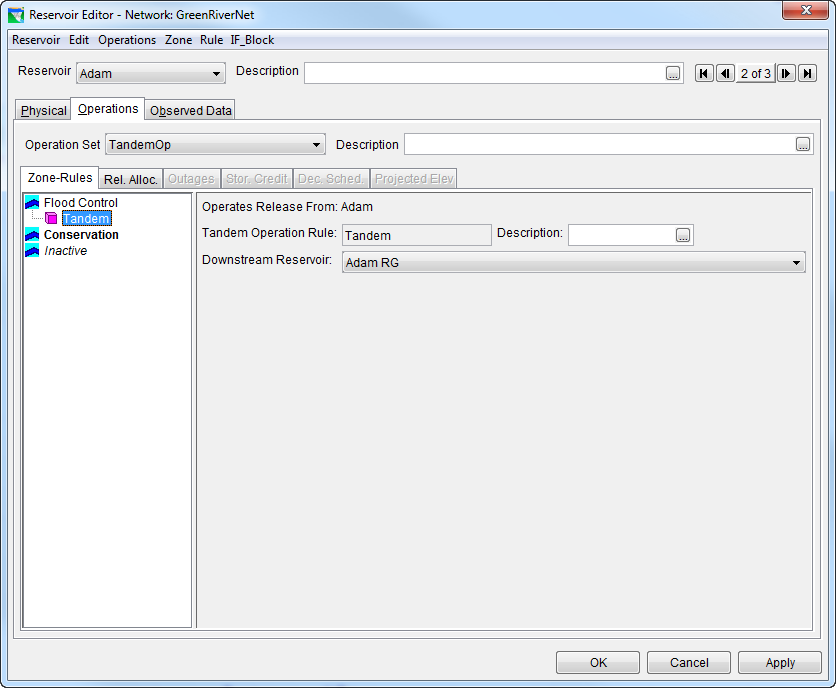 Reservoir Editor - Network: GreenRiverNet
Reservoir Edit Operations Zone Rule IF_Block
Reservoir Adam Description ... 2 of 3
Physical Operations Observed Data
Operation Set TandemOp Description ...
Zone-Rules Rel. Alloc. Outages Stor. Credit Dec. Sched. Projected Elev
Flood Control
Tandem
Conservation
Inactive
Operates Release From: Adam
Tandem Operation Rule: Tandem Description: ...
Downstream Reservoir: Adam RG
OK Cancel Apply